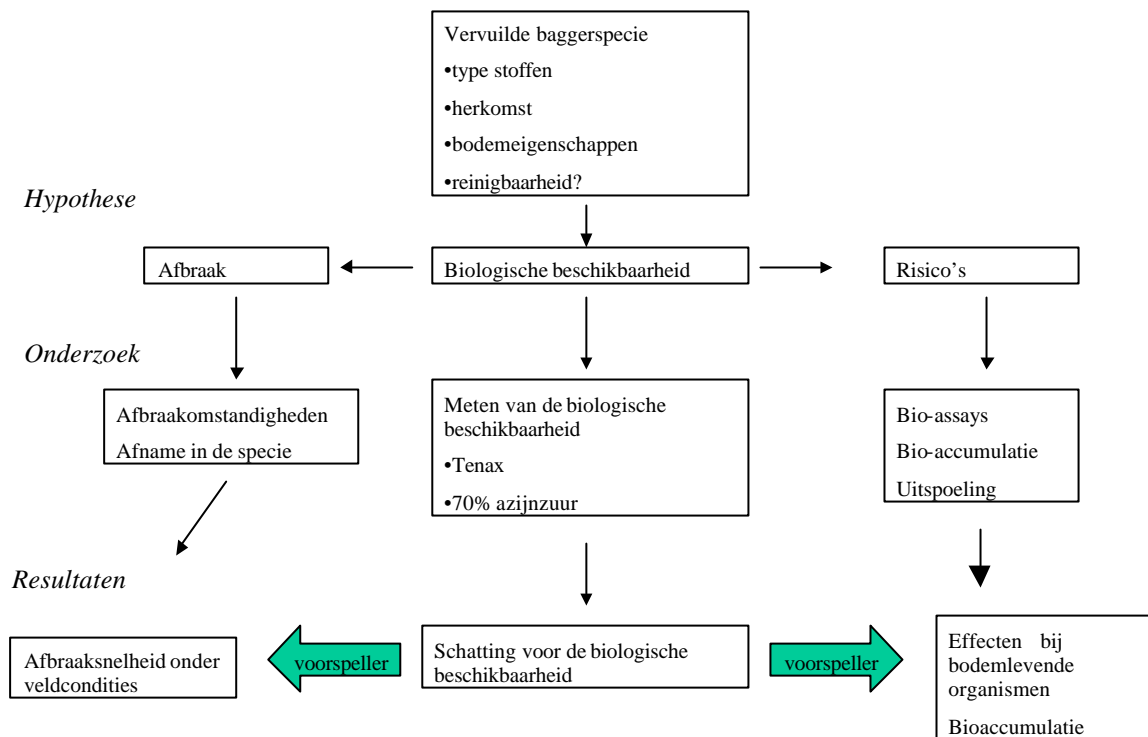 Vervuilde baggerspecie
•type stoffen
•herkomst
•bodemeigenschappen
•reinigbaarheid?
Hypothese
Afbraak
Biologische beschikbaarheid
Risico's
Onderzoek
Afbraakomstandigheden
Afname in de specie
Meten van de biologische
beschikbaarheid
•Tenax
•70% azijnzuur
Bio-assays
Bio-accumulatie
Uitspoeling
Resultaten
Afbraaksnelheid onder
veldcondities
voorspeller
Schatting voor de biologische
beschikbaarheid
voorspeller
Effecten bij
bodemlevende
organismen
Bioaccumulatie